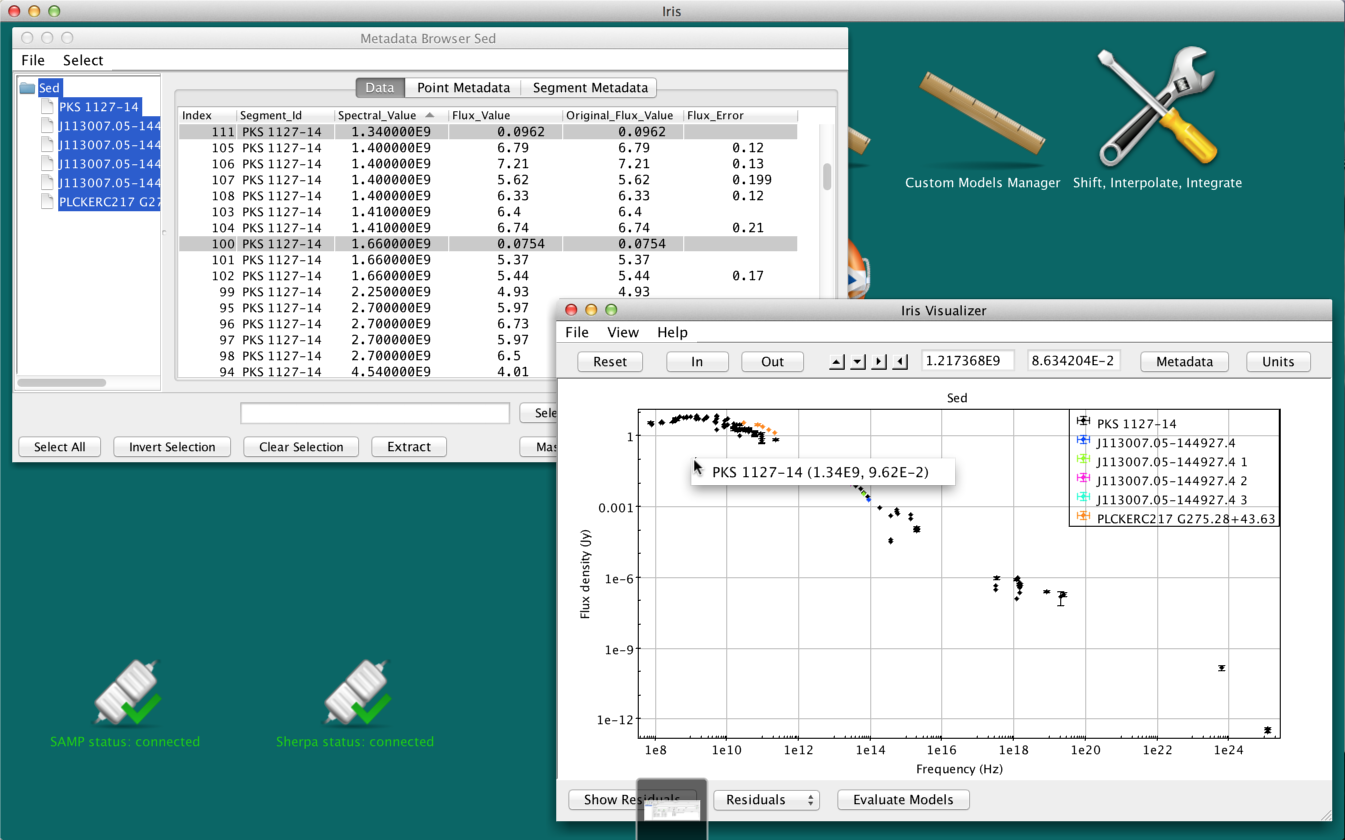 Iris
Metadata Browser Sed
File Select
Sed
PKS 1127-14
J113007.05-144
J113007.05-144
J113007.05-144
J113007.05-144
PLCKERC217 G27
Data Point Metadata Segment Metadata
Index Segment_Id Spectral_Value Flux_Value Original_Flux_Value Flux_Error
111 PKS 1127-14 1.340000E9 0.0962 0.0962
105 PKS 1127-14 1.400000E9 6.79 6.79 0.12
106 PKS 1127-14 1.400000E9 7.21 7.21 0.13
107 PKS 1127-14 1.400000E9 5.62 5.62 0.199
108 PKS 1127-14 1.400000E9 6.33 6.33 0.12
103 PKS 1127-14 1.410000E9 6.4 6.4
104 PKS 1127-14 1.410000E9 6.74 6.74 0.21
100 PKS 1127-14 1.660000E9 0.0754 0.0754
101 PKS 1127-14 1.660000E9 5.37 5.37
102 PKS 1127-14 1.660000E9 5.44 5.44 0.17
99 PKS 1127-14 2.250000E9 4.93 4.93
95 PKS 1127-14 2.700000E9 5.97
96 PKS 1127-14 2.700000E9 6.73
97 PKS 1127-14 2.700000E9 5.97
98 PKS 1127-14 2.700000E9 6.5
94 PKS 1127-14 4.540000E9 4.01
Sele
Select All Invert Selection Clear Selection Extract Mas
Custom Models Manager Shift, Interpolate, Integrate
Iris Visualizer
File View Help
Reset In Out 1.217368E9 8.634204E-2 Metadata Units
Sed
PKS 1127-14
J113007.05-144927.4
J113007.05-144927.4 1
J113007.05-144927.4 2
J113007.05-144927.4 3
PLCKERC217 G275.28+43.63
PKS 1127-14 (1.34E9, 9.62E-2)
Flux density (Jy)
1
0.001
1e-6
1e-9
1e-12
1e8 1e10 1e12 1e14 1e16 1e18 1e20 1e22 1e24
Frequency (Hz)
Show Residuals Residuals Evaluate Models
SAMP status: connected Sherpa status: connected